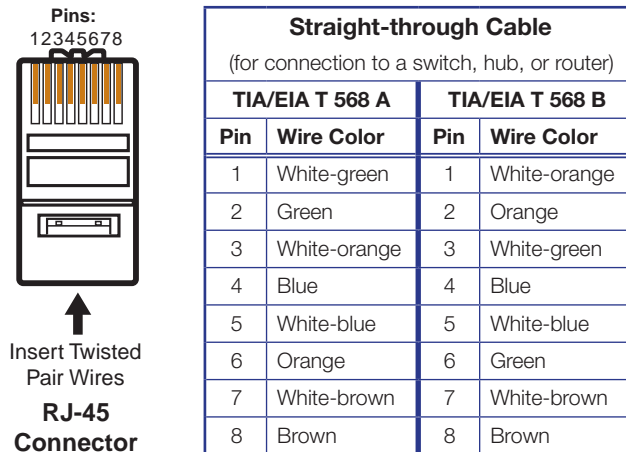 Pins:
12345678
Insert Twisted
Pair Wires
RJ-45
Connector
Straight-through Cable
(for connection to a switch, hub, or router)
TIA/EIA T 568 A TIA/EIA T 568 B
Pin Wire Color Pin Wire Color
1 White-green 1 White-orange
2 Green 2 Orange
3 White-orange 3 White-green
4 Blue 4 Blue
5 White-blue 5 White-blue
6 Orange 6 Green
7 White-brown 7 White-brown
8 Brown 8 Brown